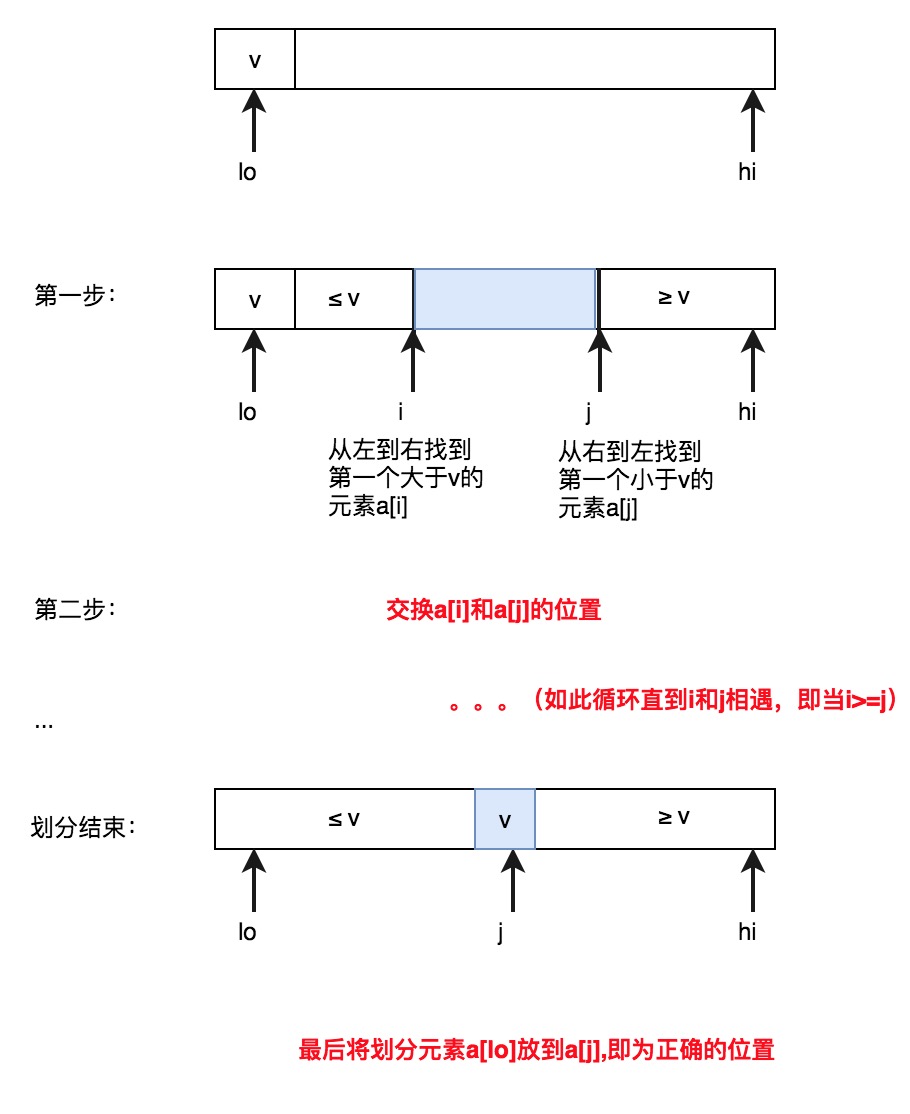 v
lo
hi
第一步：
v
≤ v
≥ v
lo
i
j
hi
从左到右找到
第一个大于v的
元素a[i]
从右到左找到
第一个小于v的
元素a[j]
第二步：
交换a[i]和a[j]的位置
。。。（如此循环直到i和j相遇，即当i>=j）
...
划分结束：
≤ v
v
≥ v
lo
j
hi
最后将划分元素a[lo]放到a[j],即为正确的位置